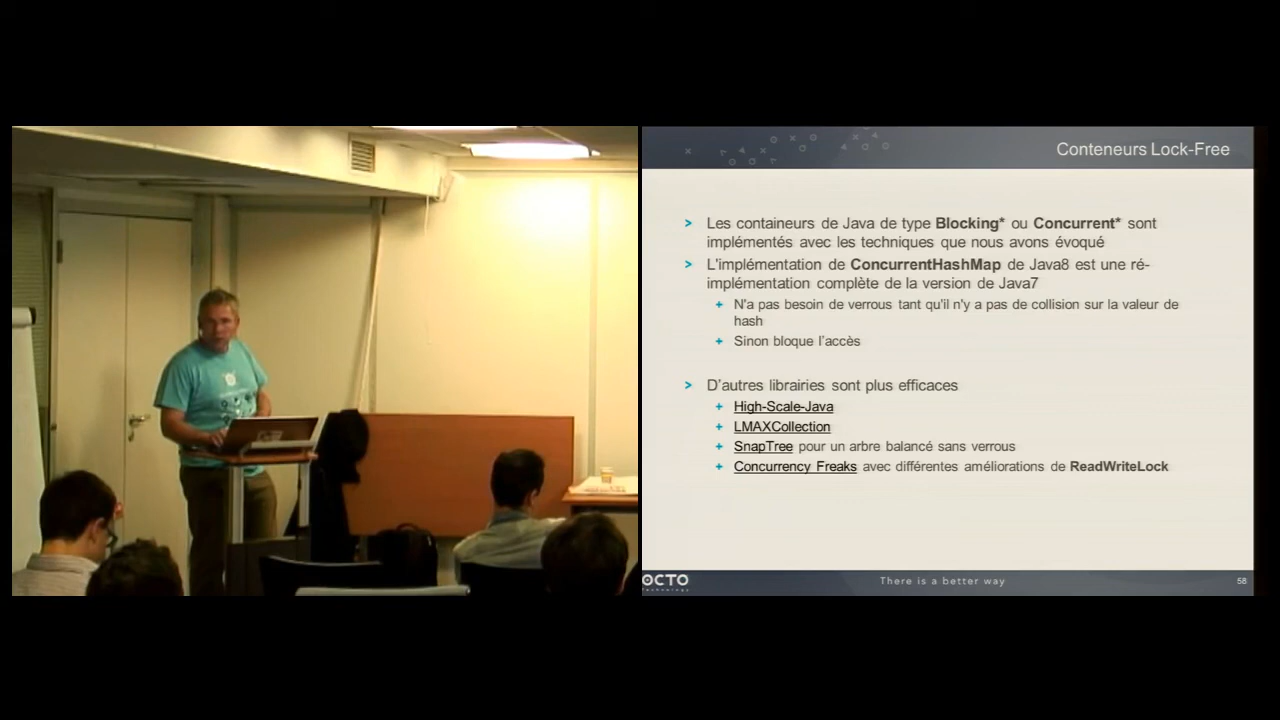 Conteneurs Lock-Free
> Les containeurs de Java de type Blocking* ou Concurrent* sont
implémentés avec les techniques que nous avons évoqué
> L'implémentation de ConcurrentHashMap de Java8 est une ré-
implémentation complète de la version de Java7
+ N'a pas besoin de verrous tant qu'il n'y a pas de collision sur la valeur de
hash
+ Sinon bloque l'accès
> D'autres librairies sont plus efficaces
+ High-Scale-Java
+ LMAXCollection
+ SnapTree pour un arbre balancé sans verrous
+ Concurrency Freaks avec différentes améliorations de ReadWriteLock
OCTO
Technology
There is a better way
58